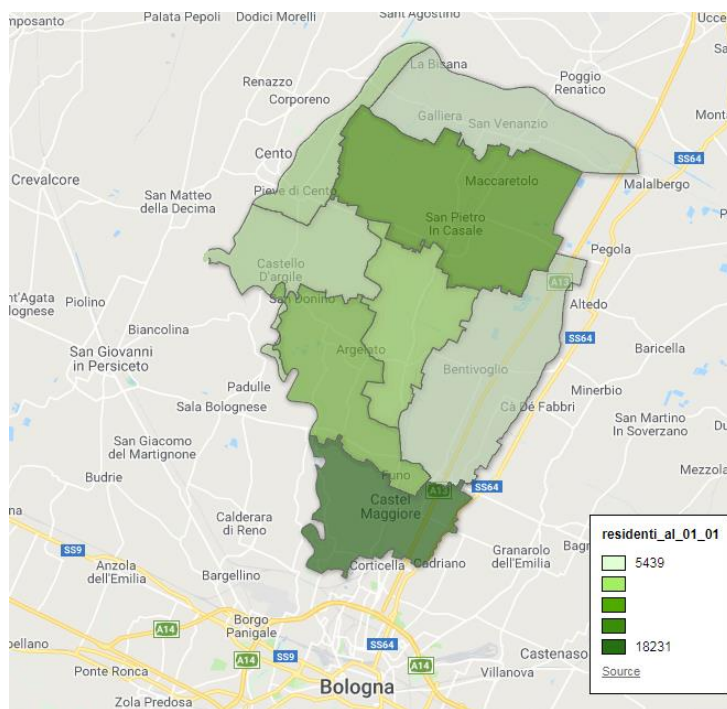 Palata Pepoli
Dodici Morelli
Sant'Agostino
Ucce
mposanto
La Bisana
Renazzo
Poggio
Renatico
Corporeno
Galliera
San Venanzio
Mont
Cento
SS64
Crevalcore
Maccaretolo
Malalbergo
San Matteo
della Decima
Pieve di Cento
San Pietro
In Casale
Pegola
Castello
D'argile
A13
nt'Agata
lognese
Piolino
San Donino
Altedo
Biancolina
SS64
Baricella
San Giovanni
in Persiceto
Argelato
Bentivoglio
Padulle
Minerbio
Sala Bolognese
Cà Dé Fabbri
San Martino
In Soverzano
Du
San Giacomo
del Martignone
Mezzola
Budrie
Funo
SS64
A13
Castel
Maggiore
Calderara
di Reno
residenti_al_01_01
Bag
SS9
Granarolo
dell'Emilia
5439
Anzola
dell'Emilia
Bargellino
Corticella
Cadriano
Borgo
Panigale
A14
SS64
18231
pellano
SS9
A14
A14
Castenaso
Source
Ponte Ronca
Villanova
Bologna
Zola Predosa